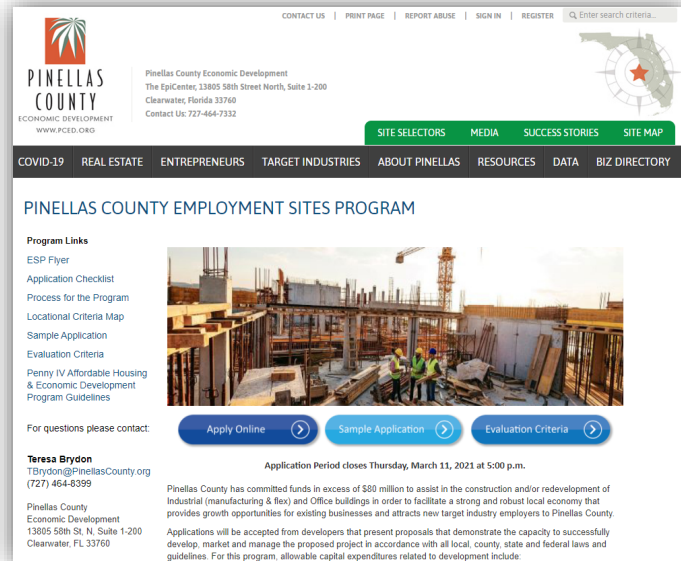 CONTACT US | PRINT PAGE | REPORT ABUSE | SIGN IN | REGISTER Enter search criteria...
PINELLAS
COUNTY
ECONOMIC DEVELOPMENT
WWW.PCED.ORG
Pinellas County Economic Development
The EpiCenter, 13805 58th Street North, Suite 1-200
Clearwater, Florida 33760
Contact Us: 727-464-7332
SITE SELECTORS MEDIA SUCCESS STORIES SITE MAP
COVID-19 REAL ESTATE ENTREPRENEURS TARGET INDUSTRIES ABOUT PINELLAS RESOURCES DATA BIZ DIRECTORY
PINELLAS COUNTY EMPLOYMENT SITES PROGRAM
Program Links
ESP Flyer
Application Checklist
Process for the Program
Locational Criteria Map
Sample Application
Evaluation Criteria
Penny IV Affordable Housing
& Economic Development
Program Guidelines
For questions please contact:
Teresa Brydon
TBrydon@PinellasCounty.org
(727) 464-8399
Pinellas County
Economic Development
13805 58th St, N, Suite 1-200
Clearwater, FL 33760
Apply Online Sample Application Evaluation Criteria
Application Period closes Thursday, March 11, 2021 at 5:00 p.m.
Pinellas County has committed funds in excess of $80 million to assist in the construction and/or redevelopment of
Industrial (manufacturing & flex) and Office buildings in order to facilitate a strong and robust local economy that
provides growth opportunities for existing businesses and attracts new target industry employers to Pinellas County.
Applications will be accepted from developers that present proposals that demonstrate the capacity to successfully
develop, market and manage the proposed project in accordance with all local, county, state and federal laws and
guidelines. For this program, allowable capital expenditures related to development include: